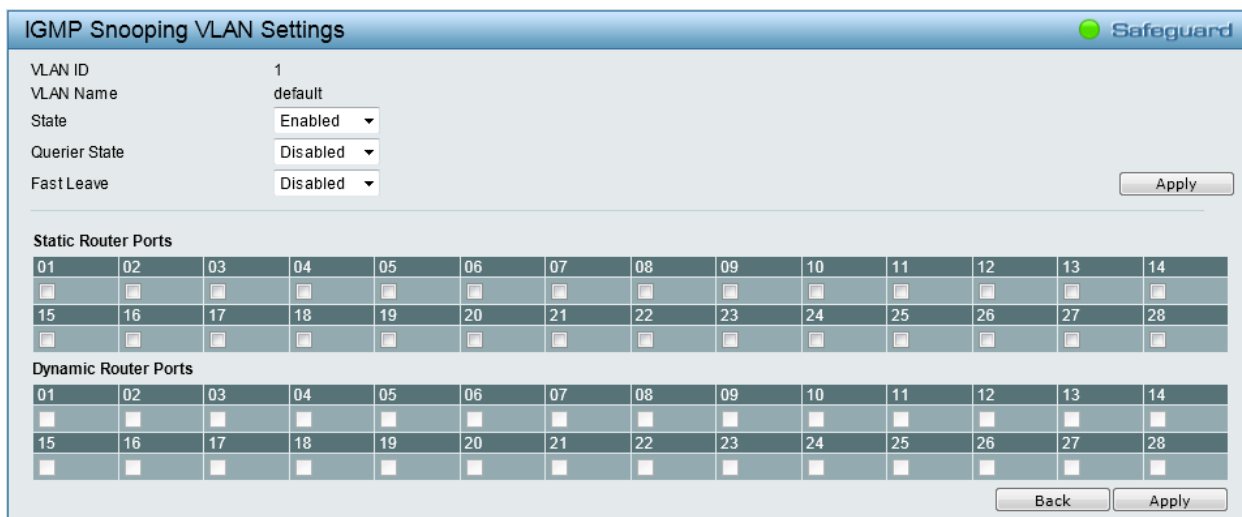 IGMP Snooping VLAN Settings
Safeguard
VLAN ID 1
VLAN Name default
State Enabled
Querier State Disabled
Fast Leave Disabled
Apply
Static Router Ports
01 02 03 04 05 06 07 08 09 10 11 12 13 14
15 16 17 18 19 20 21 22 23 24 25 26 27 28
Dynamic Router Ports
01 02 03 04 05 06 07 08 09 10 11 12 13 14
15 16 17 18 19 20 21 22 23 24 25 26 27 28
Back Apply